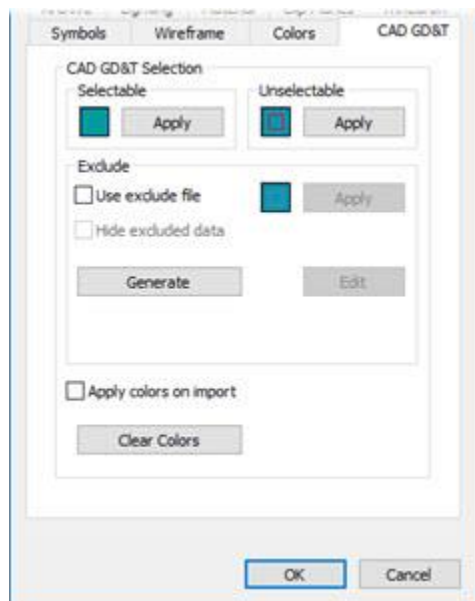 Symbols Wireframe Colors CAD GD&T
CAD GD&T Selection
Selectable Unselectable
Apply Apply
Exclude
Use exclude file Apply
Hide excluded data
Generate Edit
Apply colors on import
Clear Colors
OK Cancel